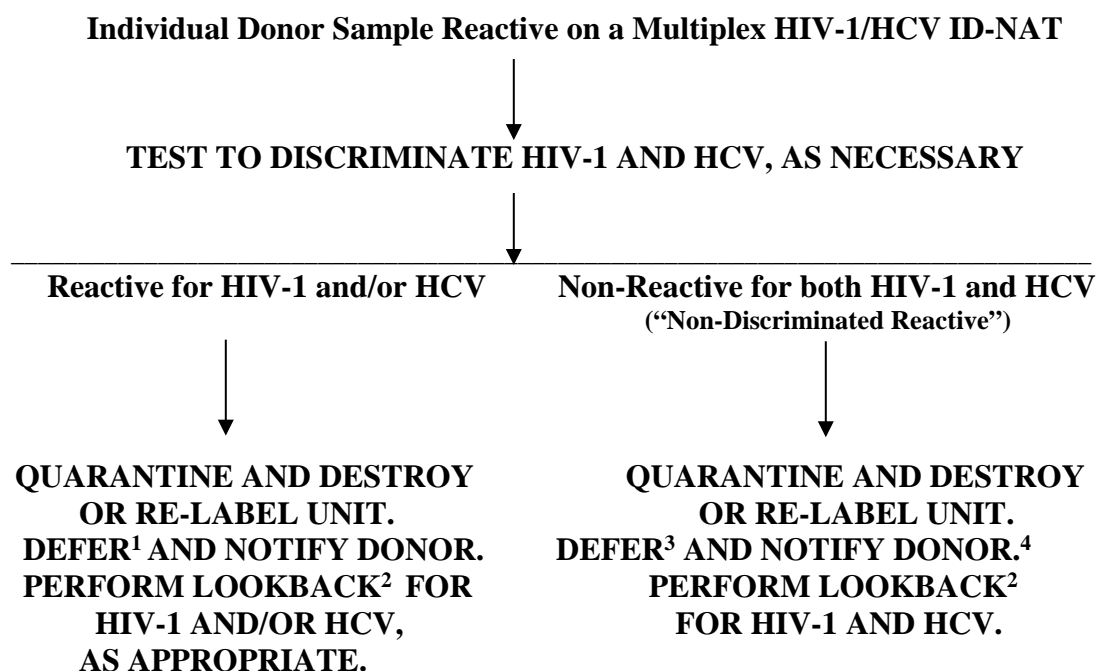 Individual Donor Sample Reactive on a Multiplex HIV-1/HCV ID-NAT
TEST TO DISCRIMINATE HIV-1 AND HCV, AS NECESSARY
Reactive for HIV-1 and/or HCV
QUARANTINE AND DESTROY
OR RE-LABEL UNIT.
DEFER¹ AND NOTIFY DONOR.
PERFORM LOOKBACK² FOR
HIV-1 AND/OR HCV,
AS APPROPRIATE.
Non-Reactive for both HIV-1 and HCV
(“Non-Discriminated Reactive”)
QUARANTINE AND DESTROY
OR RE-LABEL UNIT.
DEFER³ AND NOTIFY DONOR.⁴
PERFORM LOOKBACK²
FOR HIV-1 AND HCV.